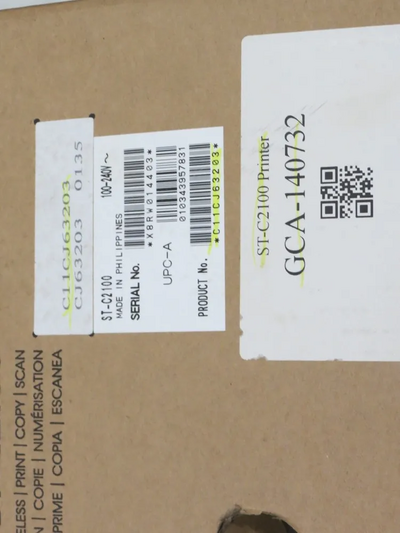 C11CJ63203
CJ63203 0135
ST-C2100 100-240V~
MADE IN PHILIPPINES
SERIAL No.
*X8RW014403*
UPC-A
010343957831
PRODUCT No.
*C11CJ63203*
ST-C2100 Printer
GCA-140732
ELESS | PRINT | COPY | SCAN
N | COPIE | NUMÉRISATION
PRIME | COPIA | ESCANEA